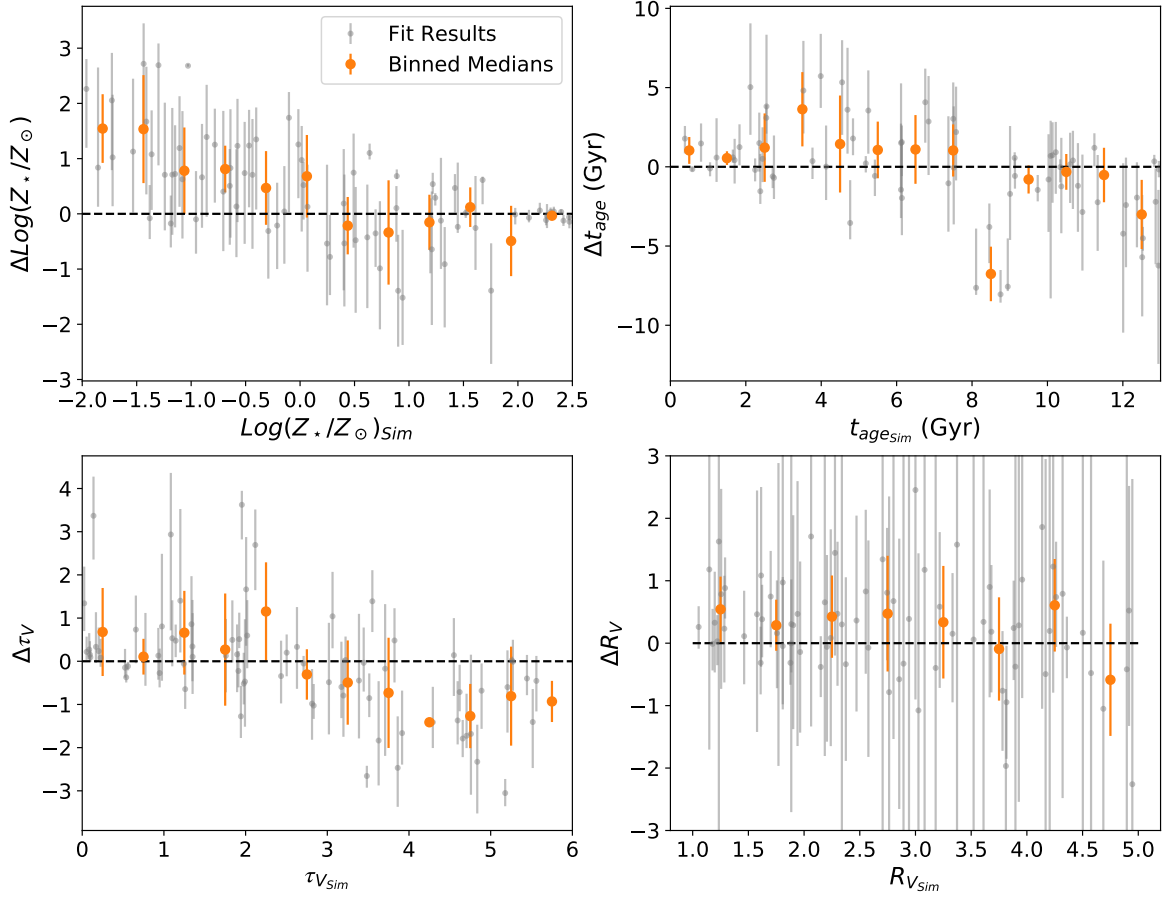 Fit Results
Binned Medians
3
2
1
0
−1
−2
−3
ΔLog(Z⋆/Z⊙)
−2.0 −1.5 −1.0 −0.5 0.0 0.5 1.0 1.5 2.0 2.5
Log(Z⋆/Z⊙)Sim
10
5
0
−5
−10
Δtage (Gyr)
0 2 4 6 8 10 12
tageSim (Gyr)
4
3
2
1
0
−1
−2
−3
ΔτV
0 1 2 3 4 5 6
τVSim
3
2
1
0
−1
−2
−3
ΔRV
1.0 1.5 2.0 2.5 3.0 3.5 4.0 4.5 5.0
RVSim